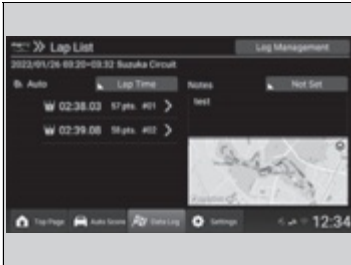 Lap List
Log Management
2022/01/26 03:20-03:32 Suzuka Circuit
Auto
Lap Time
Notes
Not Set
02:38.03 57pts. #01
test
02:39.08 58pts. #02
Top Page
Auto Score
Data Log
Settings
12:34